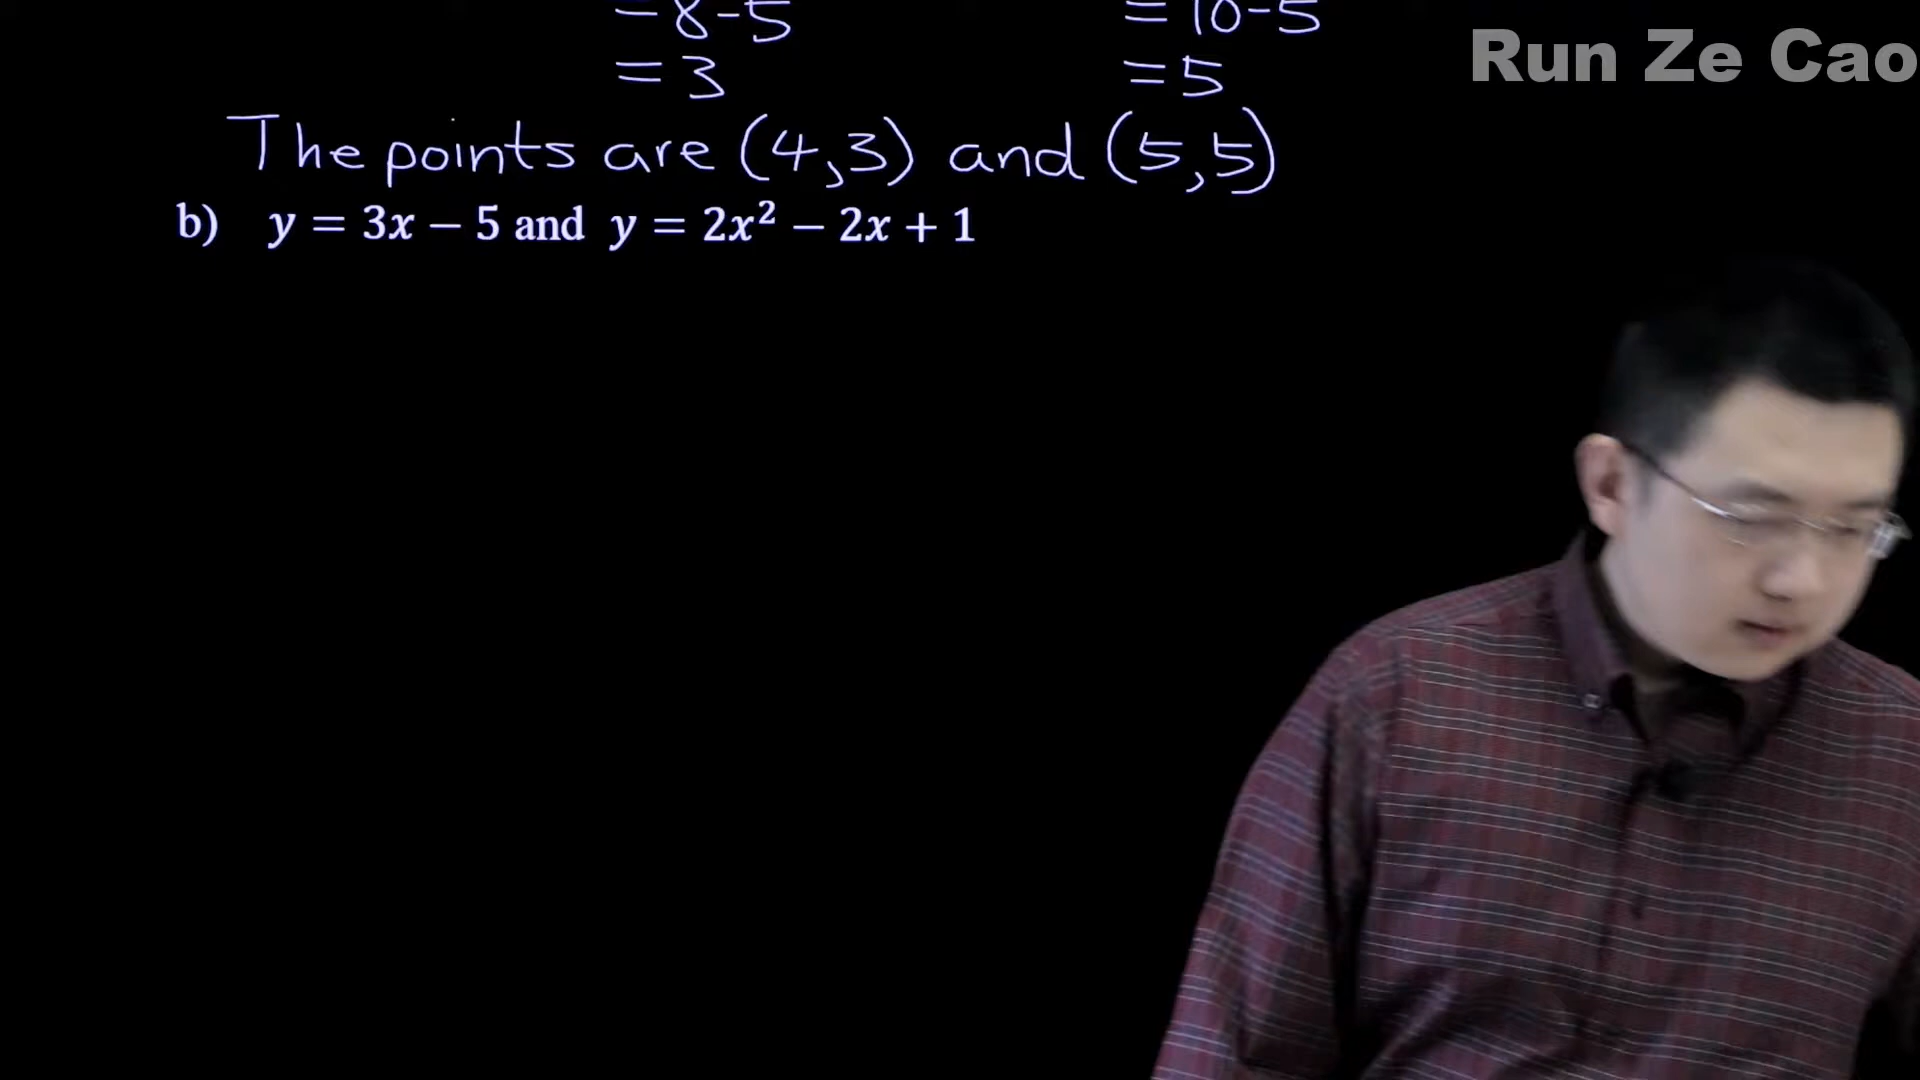 = 8-5 = 10-5
Run Ze Cao
= 3 = 5
The points are (4,3) and (5,5)
b) y = 3x − 5 and y = 2x² − 2x + 1